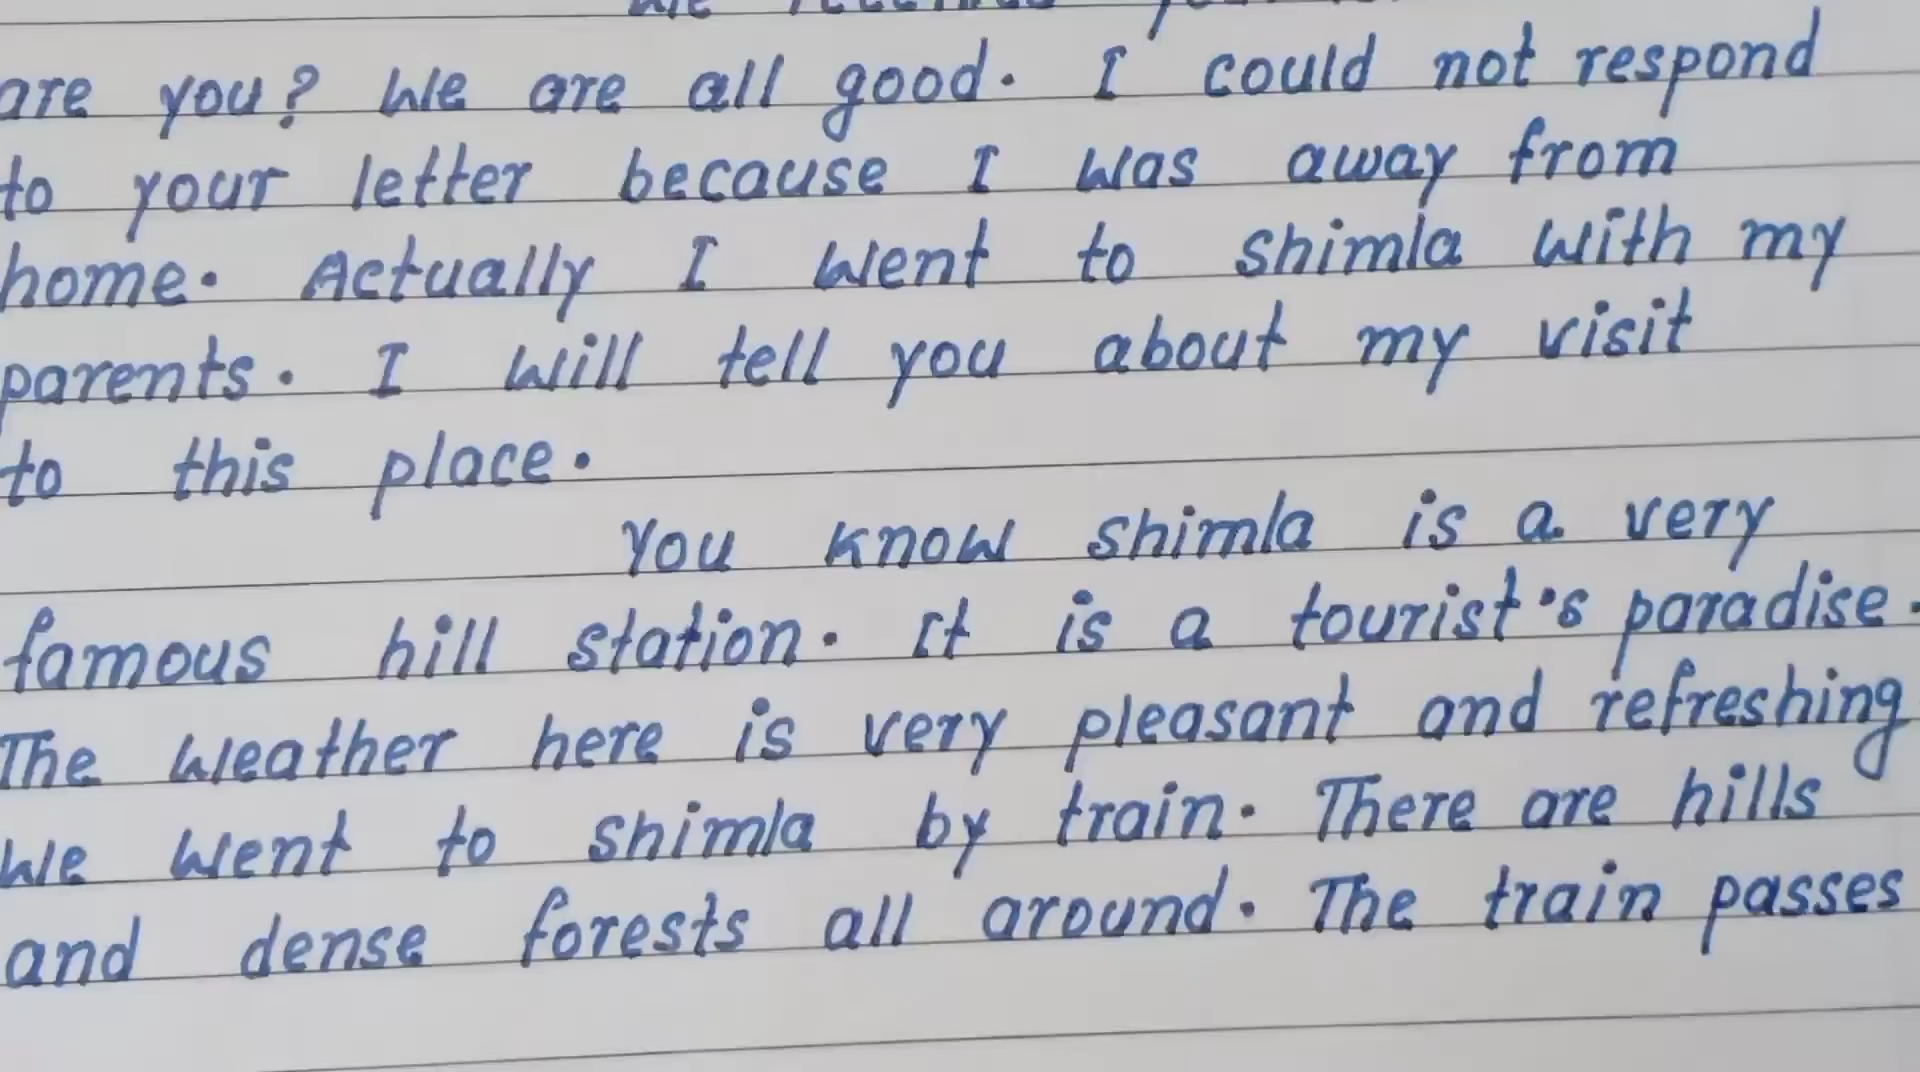 are you? We are all good. I could not respond
to your letter because I was away from
home. Actually I went to shimla with my
parents. I will tell you about my visit
to this place.
You know shimla is a very
famous hill station. It is a tourist's paradise.
The weather here is very pleasant and refreshing
We went to shimla by train. There are hills
and dense forests all around. The train passes